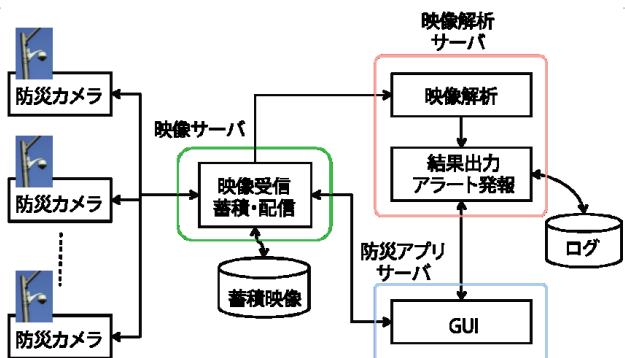 映像解析
サーバ
防災カメラ
映像解析
映像サーバ
結果出力
アラート発報
映像受信
蓄積・配信
防災カメラ
ログ
防災アプリ
サーバ
蓄積映像
GUI
防災カメラ